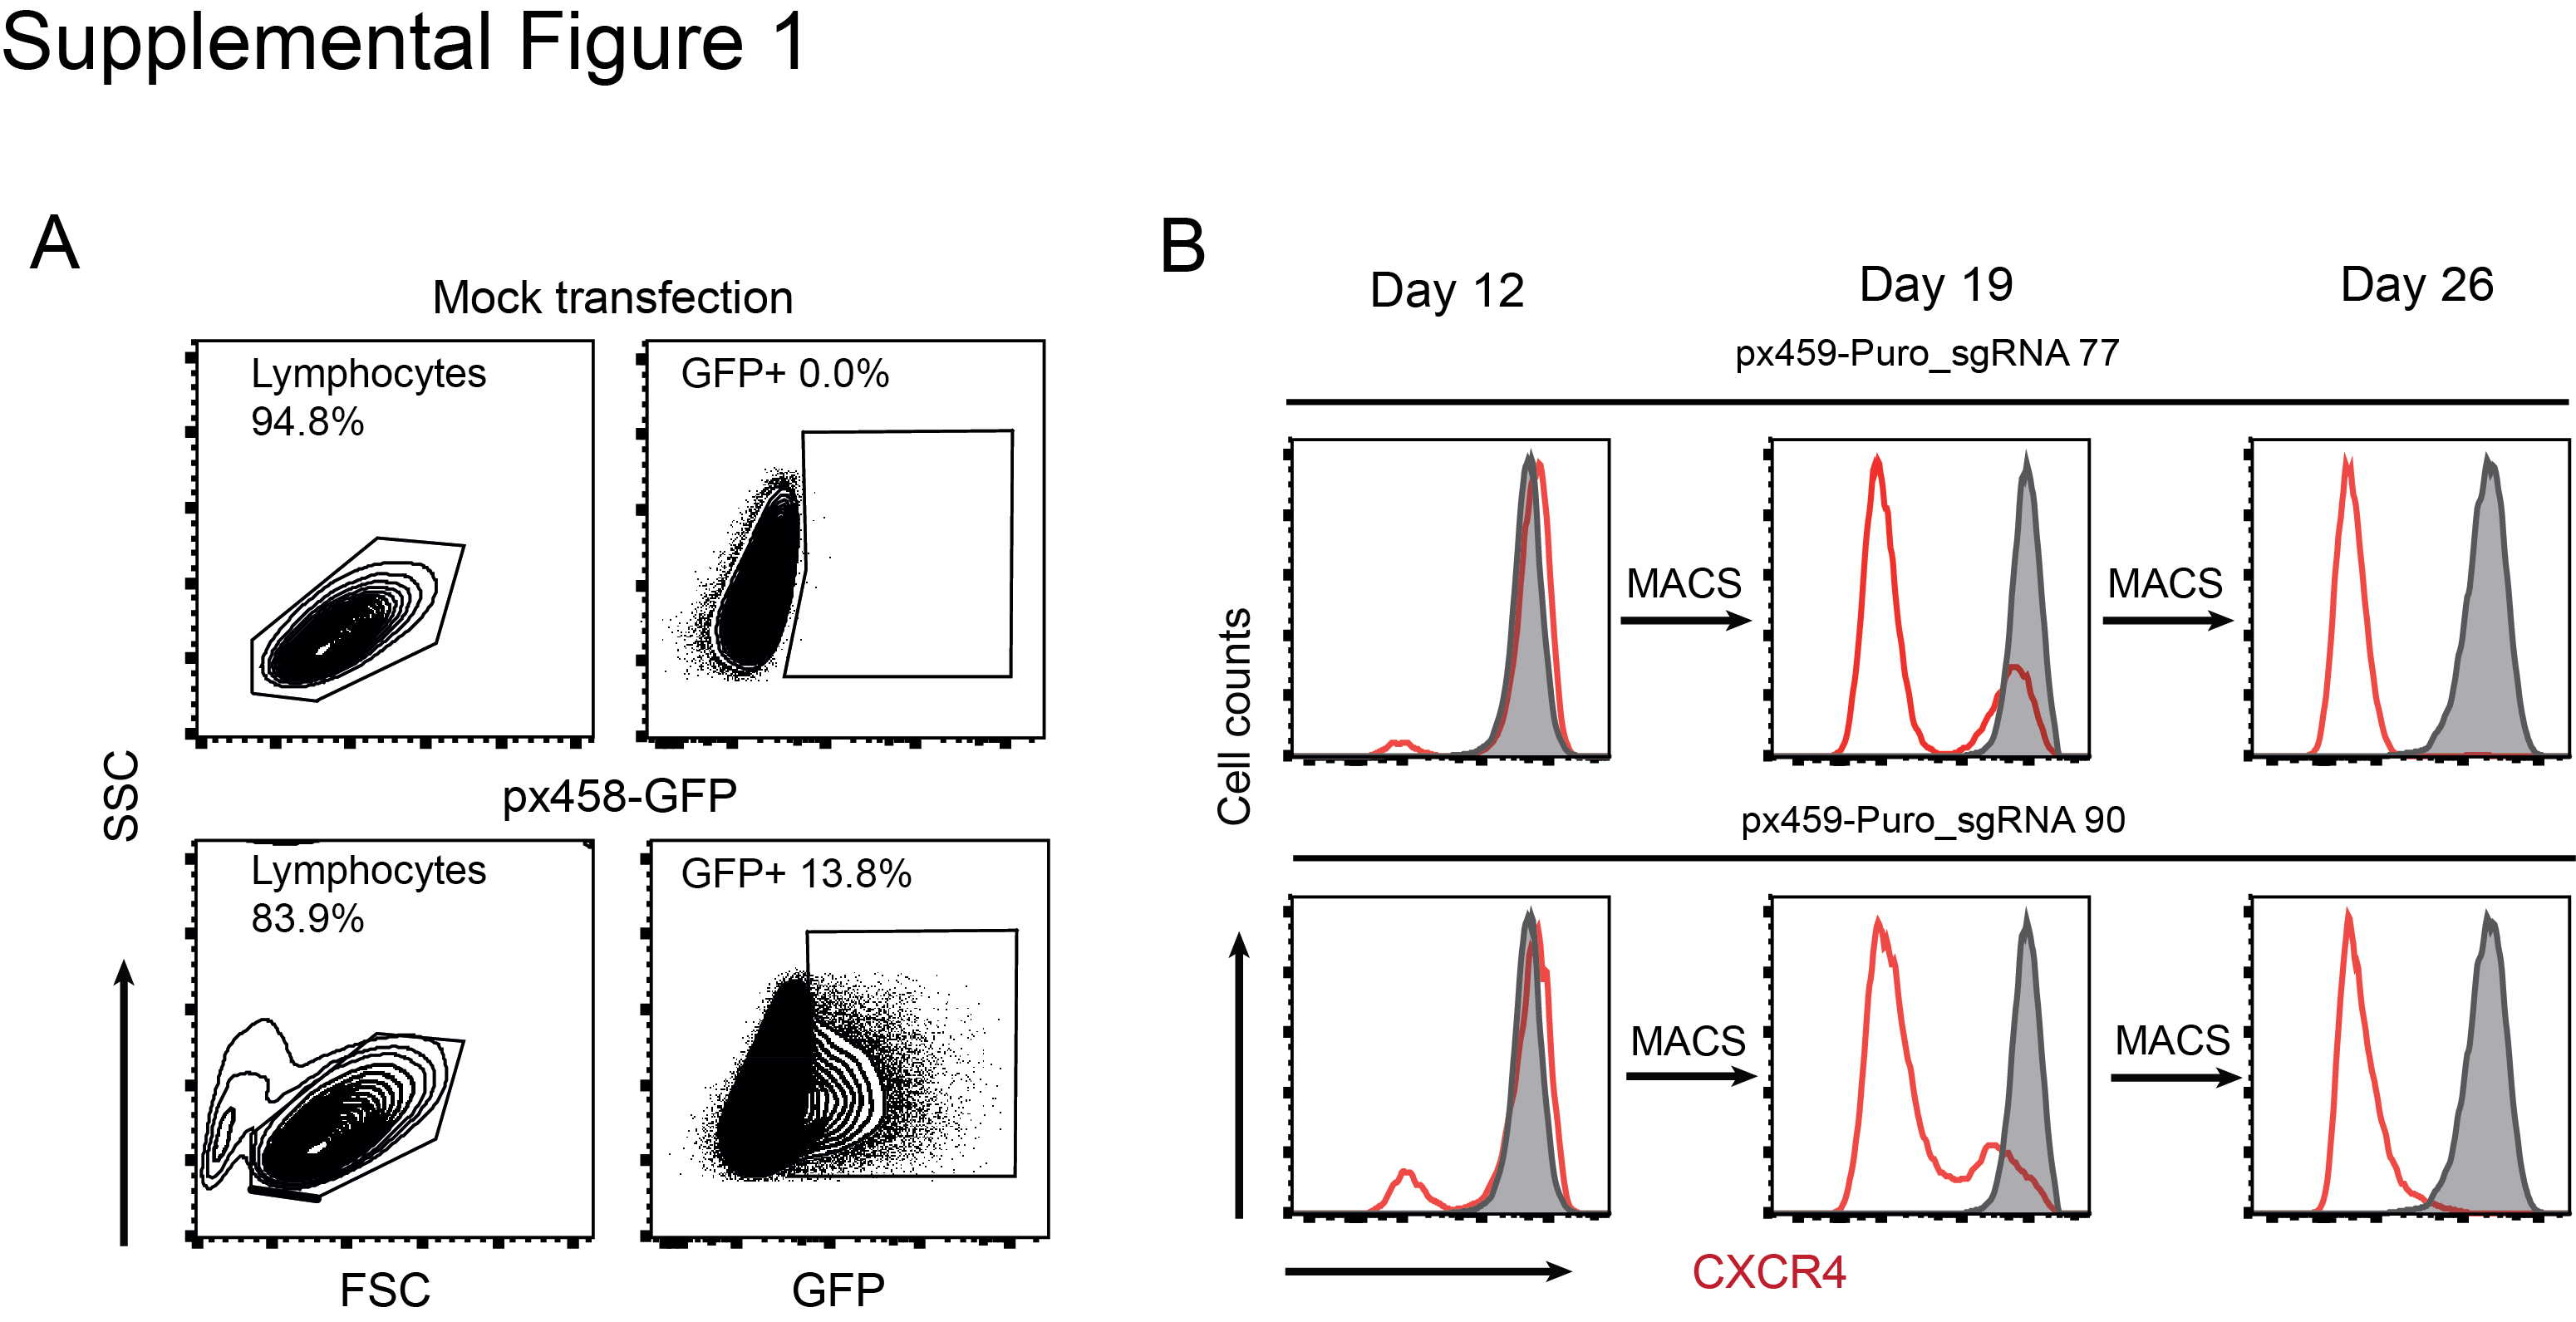 Supplemental Figure 1
A
Mock transfection
Lymphocytes
94.8%
GFP+ 0.0%
px458-GFP
Lymphocytes
83.9%
GFP+ 13.8%
SSC
FSC
GFP
B
Day 12
Day 19
Day 26
px459-Puro_sgRNA 77
MACS
MACS
px459-Puro_sgRNA 90
MACS
MACS
Cell counts
CXCR4